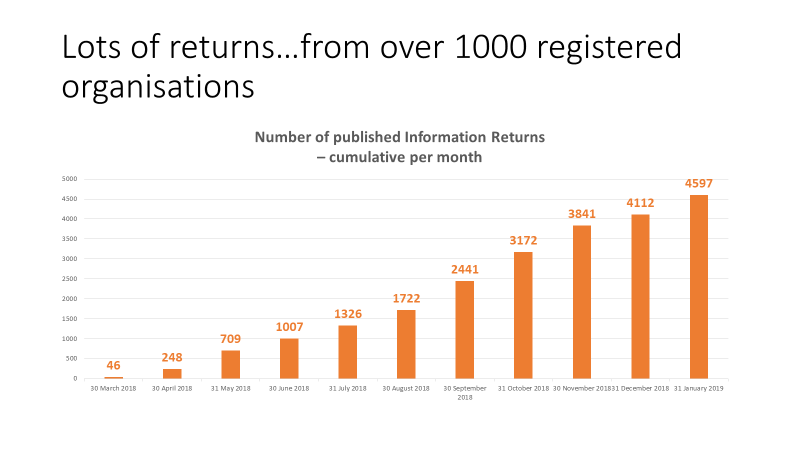 Lots of returns...from over 1000 registered
organisations
Number of published Information Returns
– cumulative per month
5000
4500
4000
3500
3000
2500
2000
1500
1000
500
0
46
248
709
1007
1326
1722
2441
3172
3841
4112
4597
30 March 2018
30 April 2018
31 May 2018
30 June 2018
31 July 2018
30 August 2018
30 September
2018
31 October 2018
30 November 2018
31 December 2018
31 January 2019